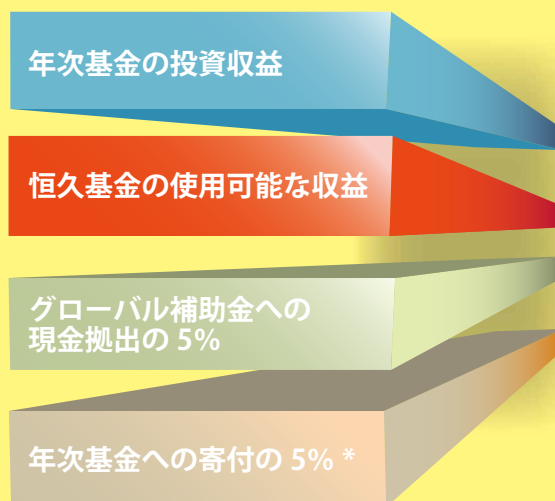 年次基金の投資収益
恒久基金の使用可能な収益
グローバル補助金への
現金拠出の 5%
年次基金への寄付の 5% *